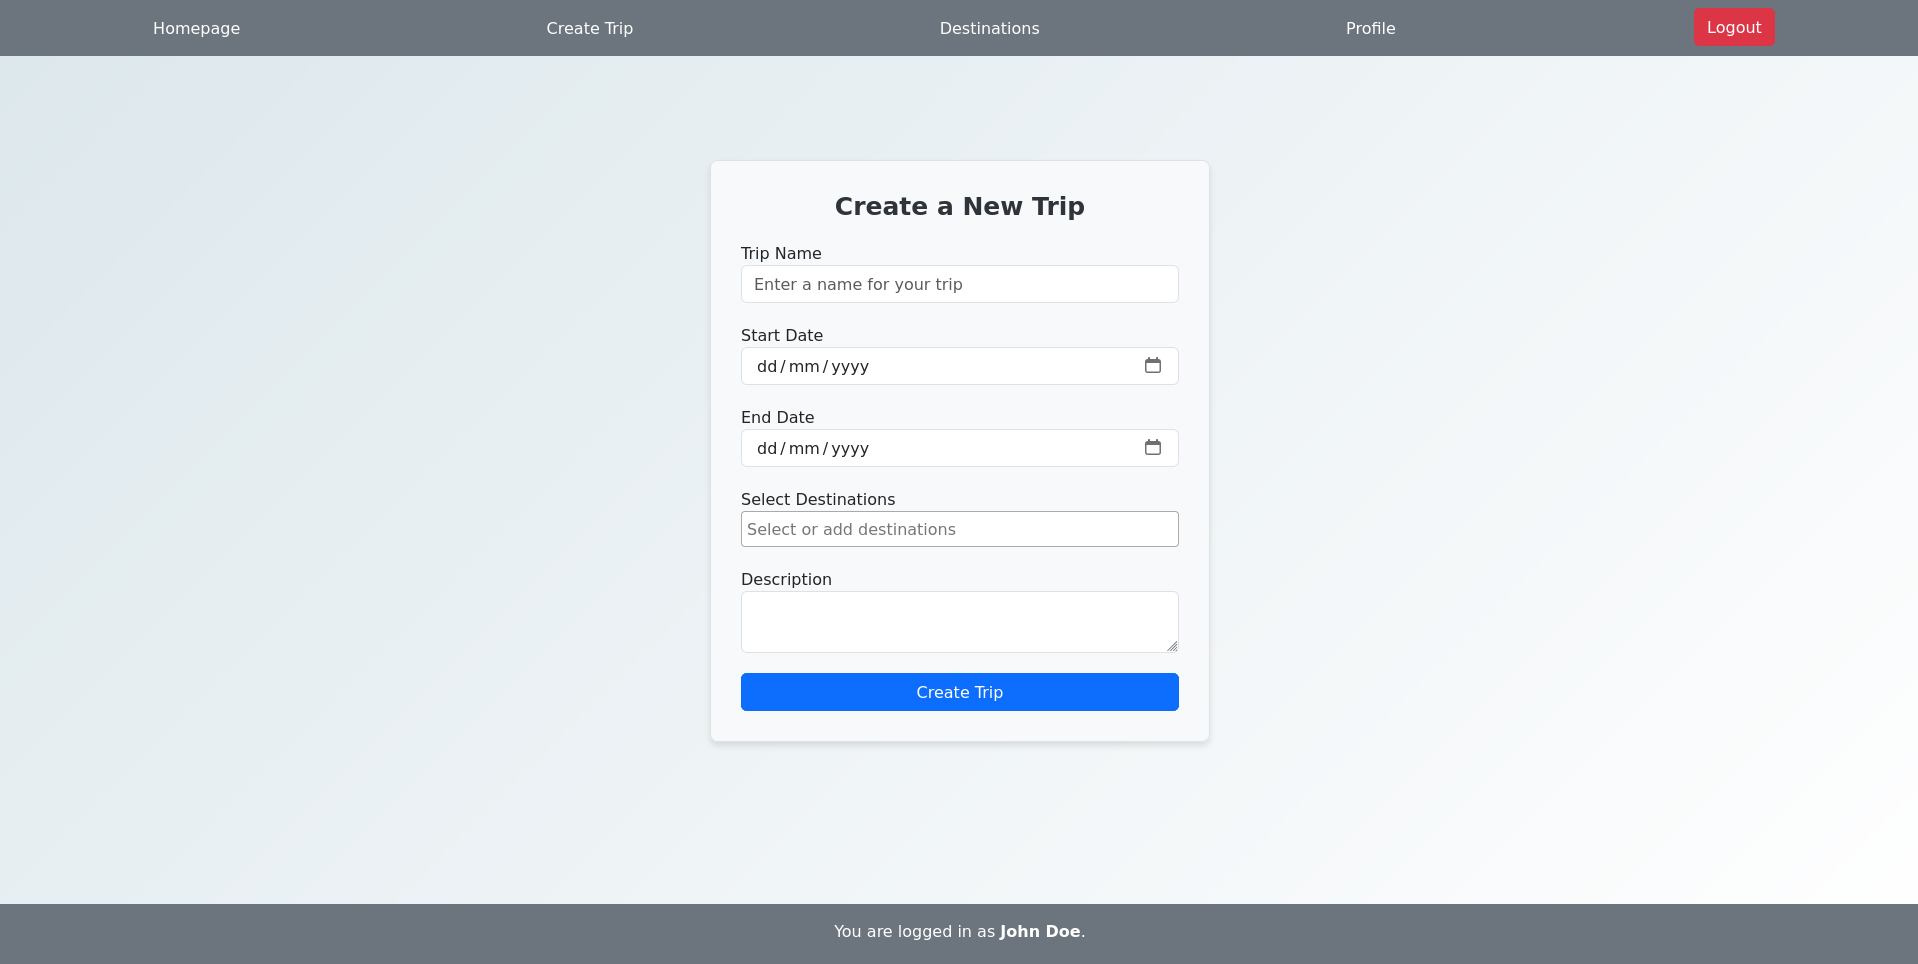 Homepage Create Trip Destinations Profile Logout
Create a New Trip
Trip Name
Enter a name for your trip
Start Date
dd/mm/yyyy
End Date
dd/mm/yyyy
Select Destinations
Select or add destinations
Description
Create Trip
You are logged in as John Doe.